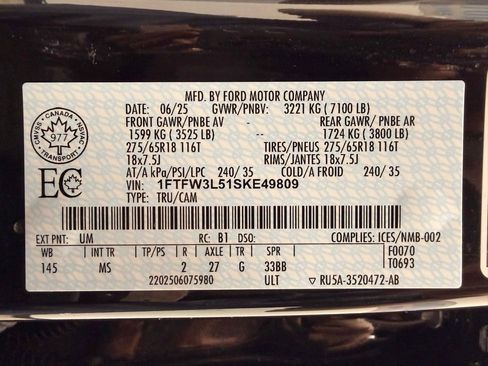 MFD. BY FORD MOTOR COMPANY
DATE: 06/25 GVWR/PNBV: 3221 KG ( 7100 LB)
FRONT GAWR/PNBE AV REAR GAWR/ PNBE AR
1599 KG ( 3525 LB) -- 1724 KG ( 3800 LB)
275/65R18 116T TIRES/PNEUS 275/65R18 116T
18x7.5J RIMS/JANTES 18x7.5J
AT/A kPa/PSI/LPC 240/ 35 240/ 35
VIN: 1FTFW3L51SKE49809
TYPE: TRU/CAM
CANADA
CMVSS NSVAC
977
TRANSPORT
EC
EXT PNT: UM RC: B1 DSO: COMPLIES: ICES/NMB-002
WB INT TR TP/PS R AXLE TR SPR F0070
145 MS 2 27 G 33BB T0693
2202506075980 ULT RU5A-3520472-AB